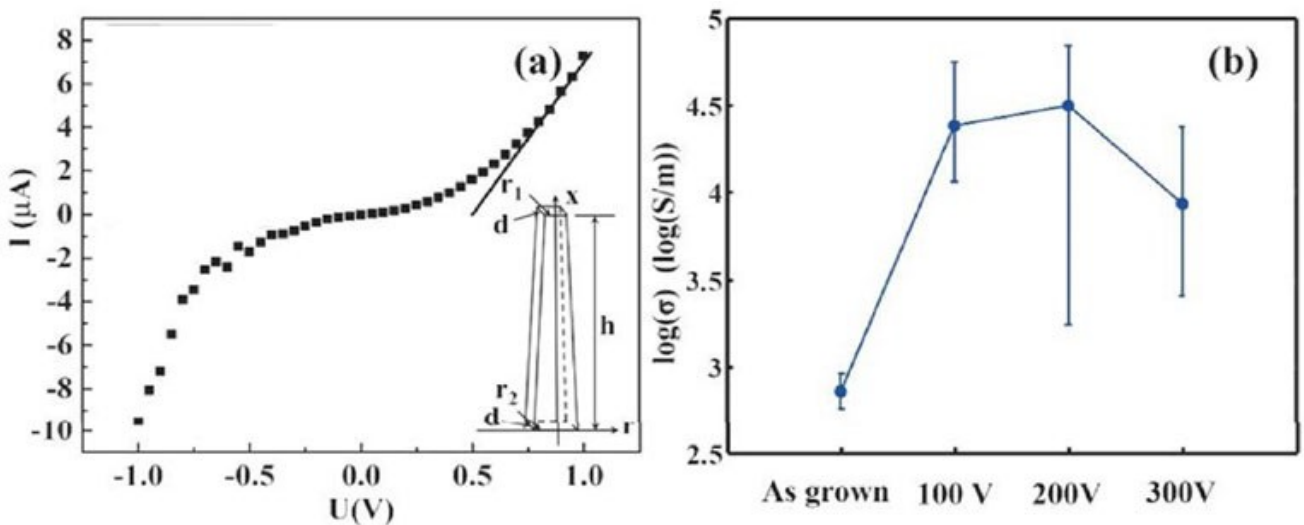 (a)
8
6
4
2
0
-2
-4
-6
-8
-10
I (μA)
-1.0 -0.5 0.0 0.5 1.0
U(V)
r1 x
d
h
r2
d
r
(b)
5
4.5
4
3.5
3
2.5
log(σ) (log(S/m))
As grown 100 V 200V 300V